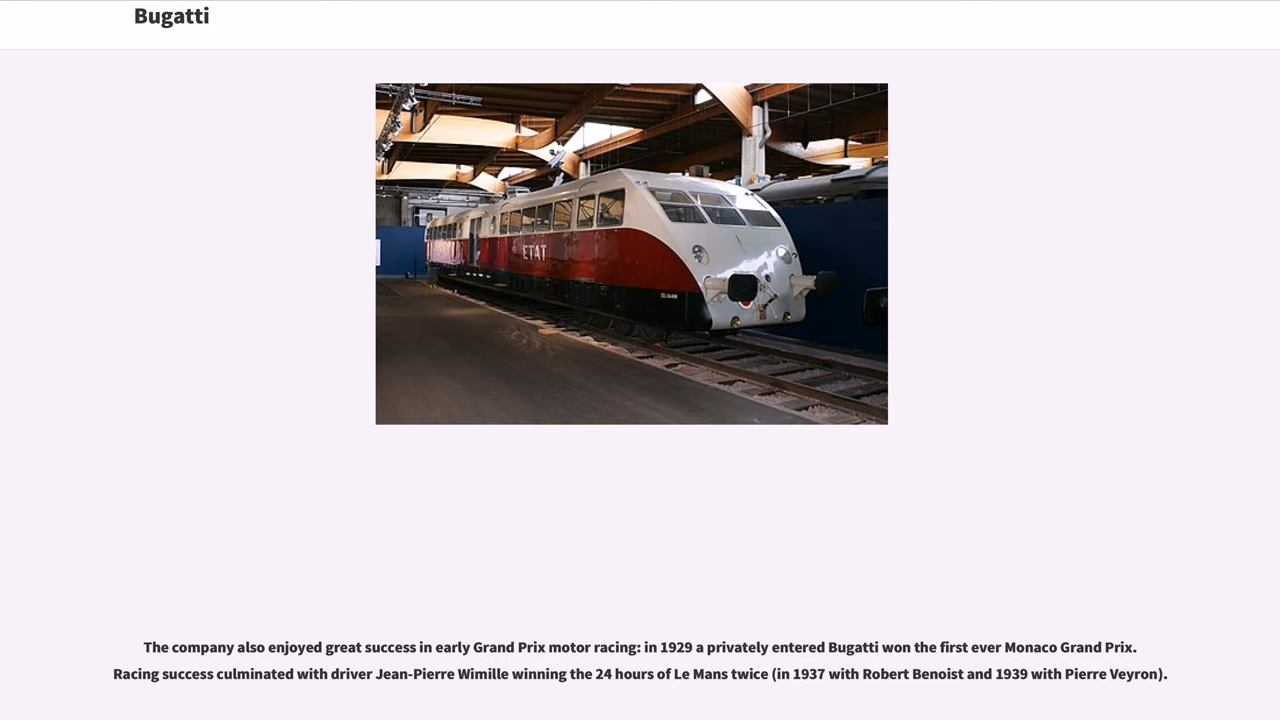 Bugatti
ETAT
The company also enjoyed great success in early Grand Prix motor racing: in 1929 a privately entered Bugatti won the first ever Monaco Grand Prix.
Racing success culminated with driver Jean-Pierre Wimille winning the 24 hours of Le Mans twice (in 1937 with Robert Benoist and 1939 with Pierre Veyron).